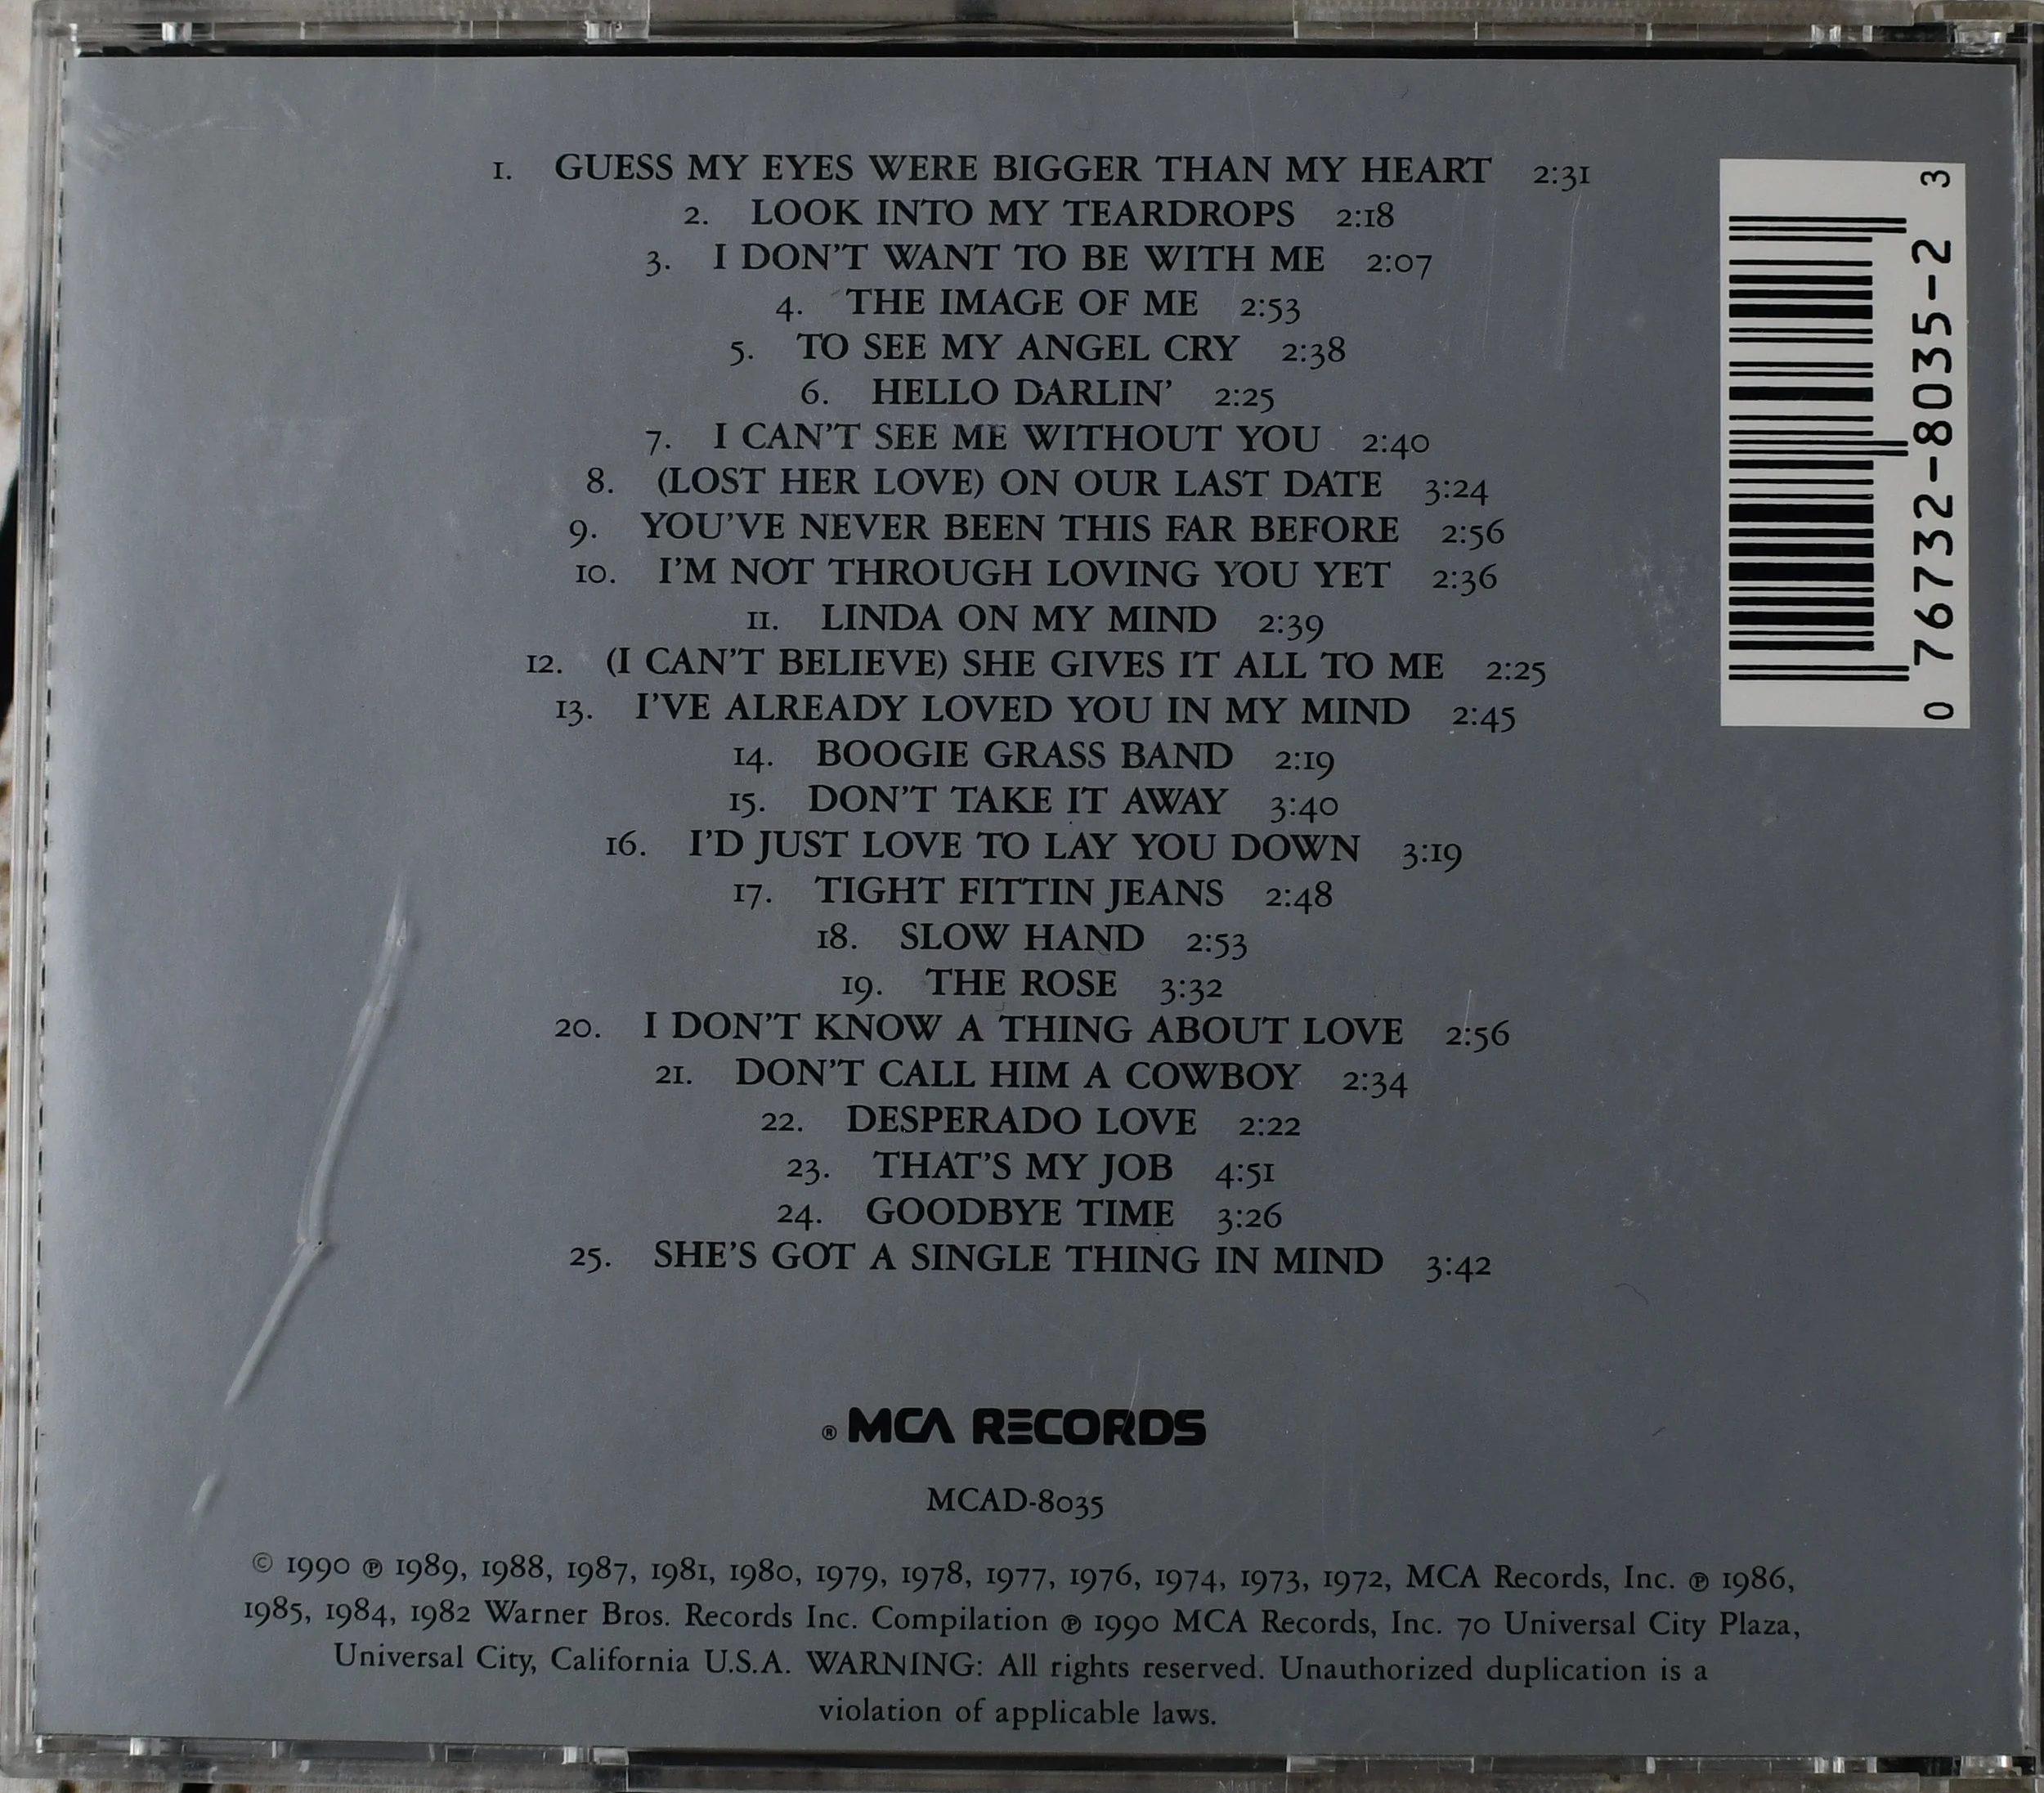 1. GUESS MY EYES WERE BIGGER THAN MY HEART 2:31
2. LOOK INTO MY TEARDROPS 2:18
3. I DON'T WANT TO BE WITH ME 2:07
4. THE IMAGE OF ME 2:53
5. TO SEE MY ANGEL CRY 2:38
6. HELLO DARLIN' 2:25
7. I CAN'T SEE ME WITHOUT YOU 2:40
8. (LOST HER LOVE) ON OUR LAST DATE 3:24
9. YOU'VE NEVER BEEN THIS FAR BEFORE 2:56
10. I'M NOT THROUGH LOVING YOU YET 2:36
11. LINDA ON MY MIND 2:39
12. (I CAN'T BELIEVE) SHE GIVES IT ALL TO ME 2:25
13. I'VE ALREADY LOVED YOU IN MY MIND 2:45
14. BOOGIE GRASS BAND 2:19
15. DON'T TAKE IT AWAY 3:40
16. I'D JUST LOVE TO LAY YOU DOWN 3:19
17. TIGHT FITTIN JEANS 2:48
18. SLOW HAND 2:53
19. THE ROSE 3:32
20. I DON'T KNOW A THING ABOUT LOVE 2:56
21. DON'T CALL HIM A COWBOY 2:34
22. DESPERADO LOVE 2:22
23. THAT'S MY JOB 4:51
24. GOODBYE TIME 3:26
25. SHE'S GOT A SINGLE THING IN MIND 3:42
0 76732-8035-2 3
® MCA RECORDS
MCAD-8035
© 1990 ℗ 1989, 1988, 1987, 1981, 1980, 1979, 1978, 1977, 1976, 1974, 1973, 1972, MCA Records, Inc. ℗ 1986,
1985, 1984, 1982 Warner Bros. Records Inc. Compilation ℗ 1990 MCA Records, Inc. 70 Universal City Plaza,
Universal City, California U.S.A. WARNING: All rights reserved. Unauthorized duplication is a
violation of applicable laws.